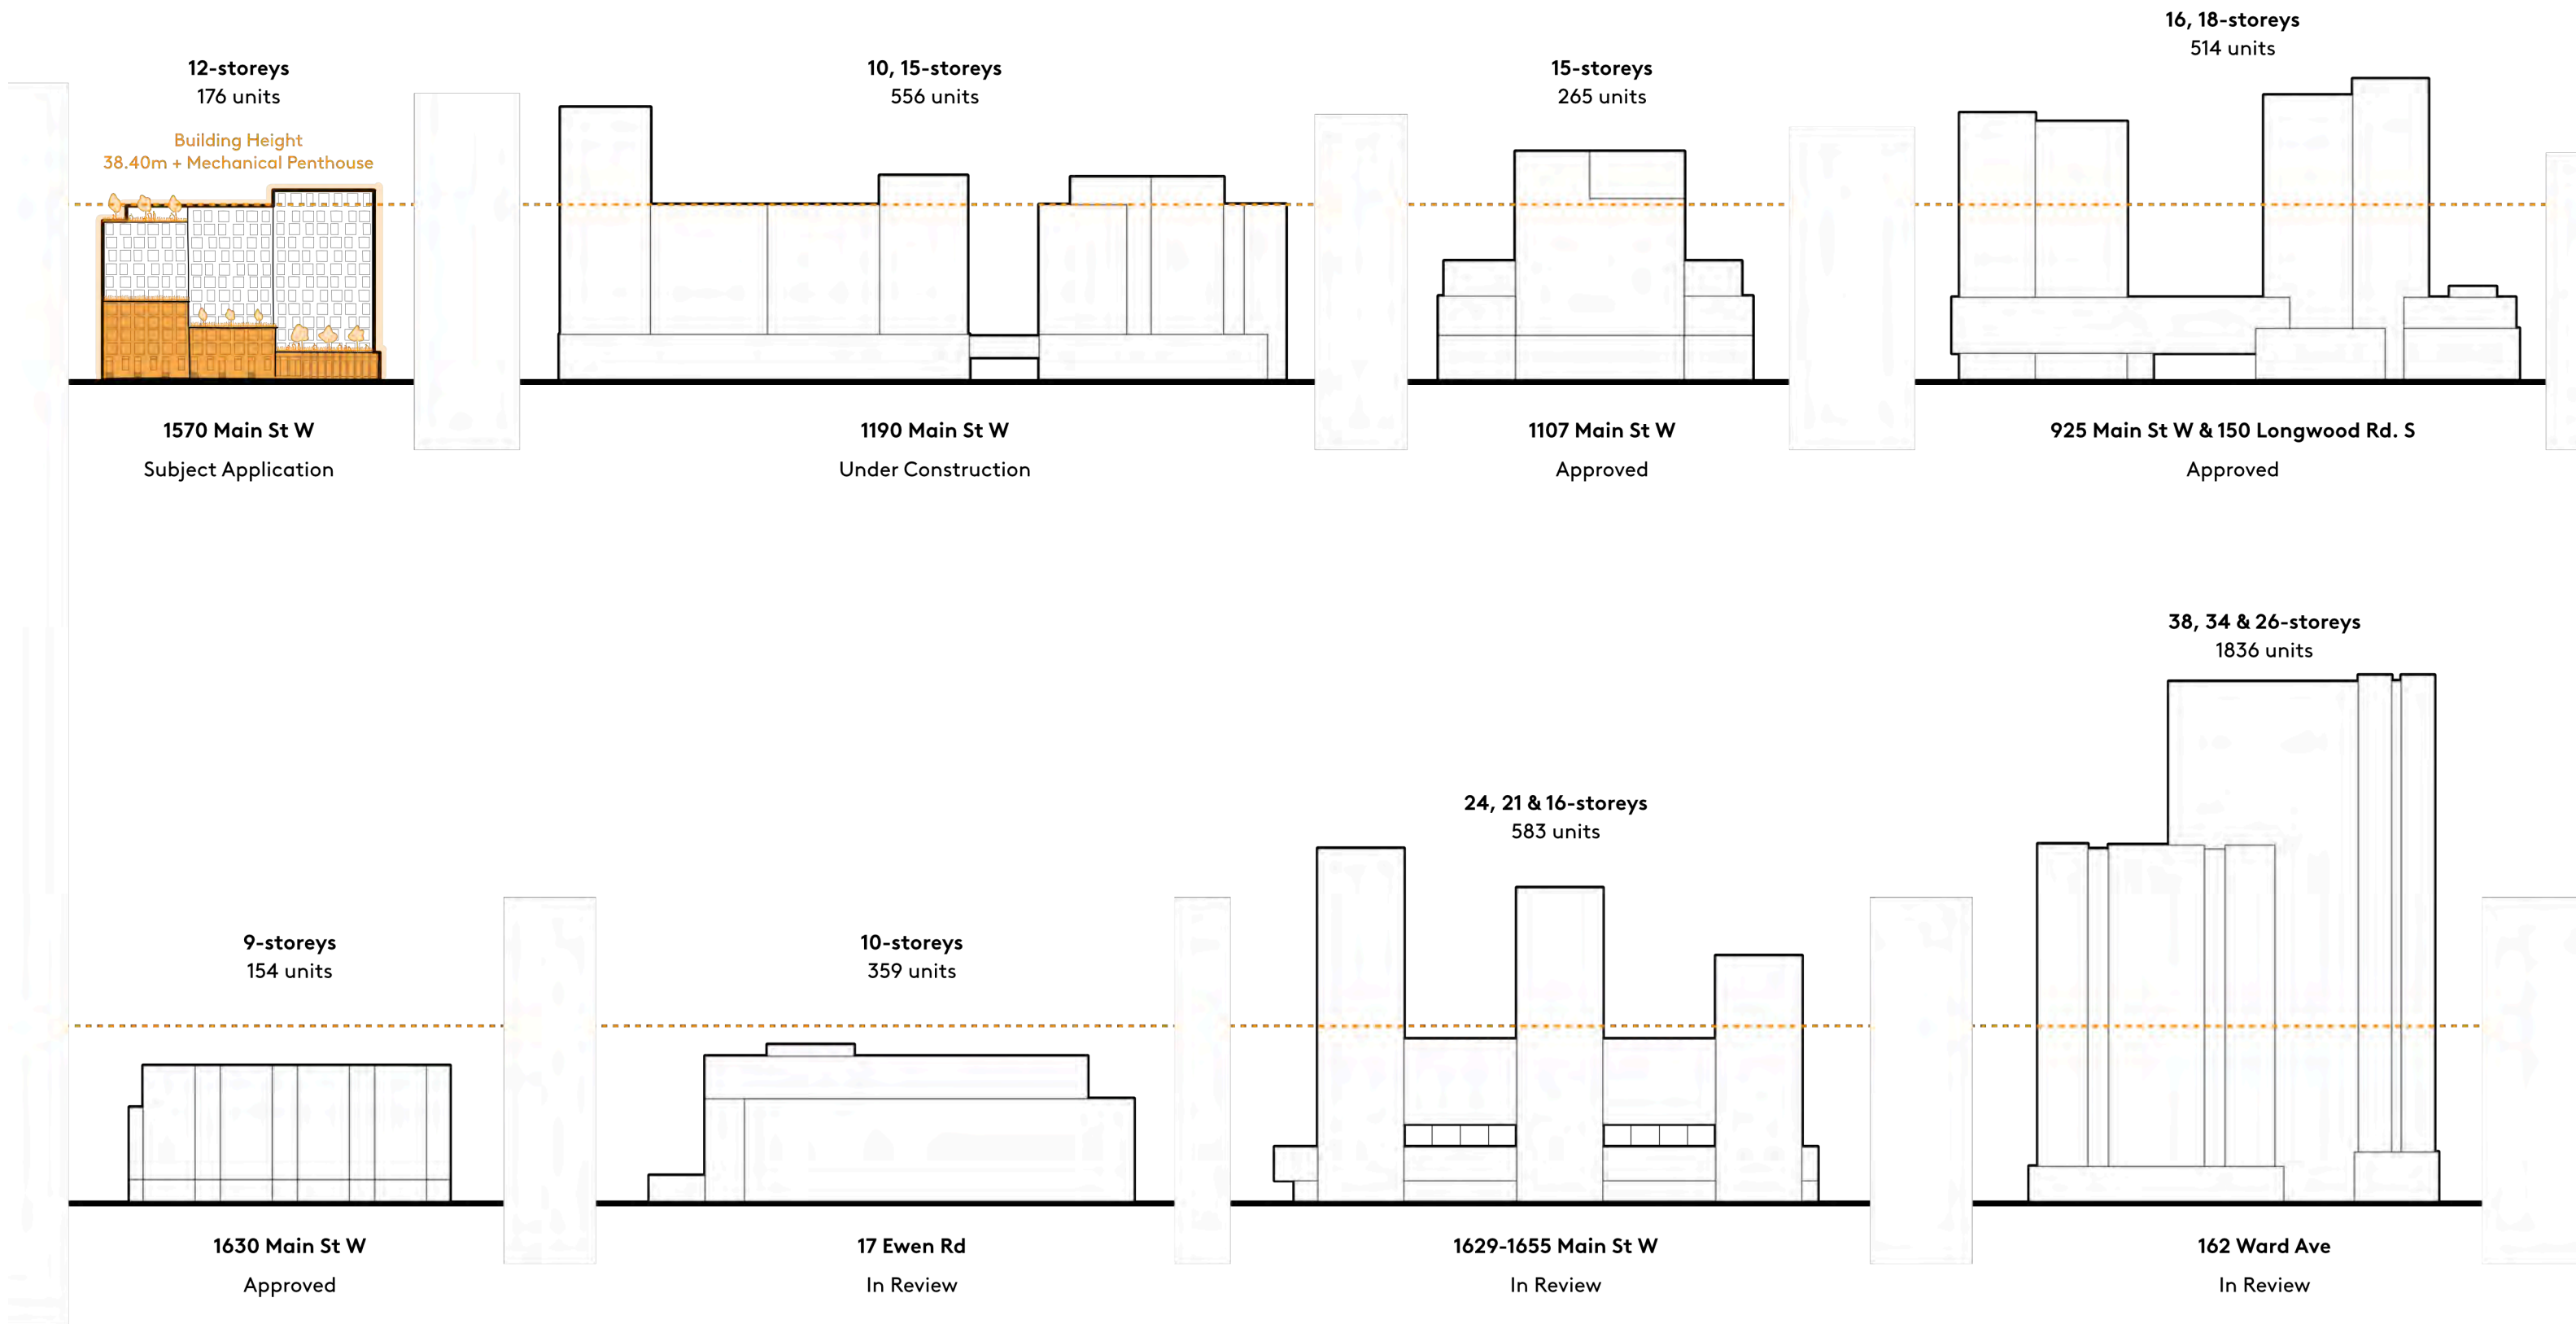 12-storeys
176 units
Building Height
38.40m + Mechanical Penthouse
1570 Main St W
Subject Application
10, 15-storeys
556 units
1190 Main St W
Under Construction
15-storeys
265 units
1107 Main St W
Approved
16, 18-storeys
514 units
925 Main St W & 150 Longwood Rd. S
Approved
9-storeys
154 units
1630 Main St W
Approved
10-storeys
359 units
17 Ewen Rd
In Review
24, 21 & 16-storeys
583 units
1629-1655 Main St W
In Review
38, 34 & 26-storeys
1836 units
162 Ward Ave
In Review